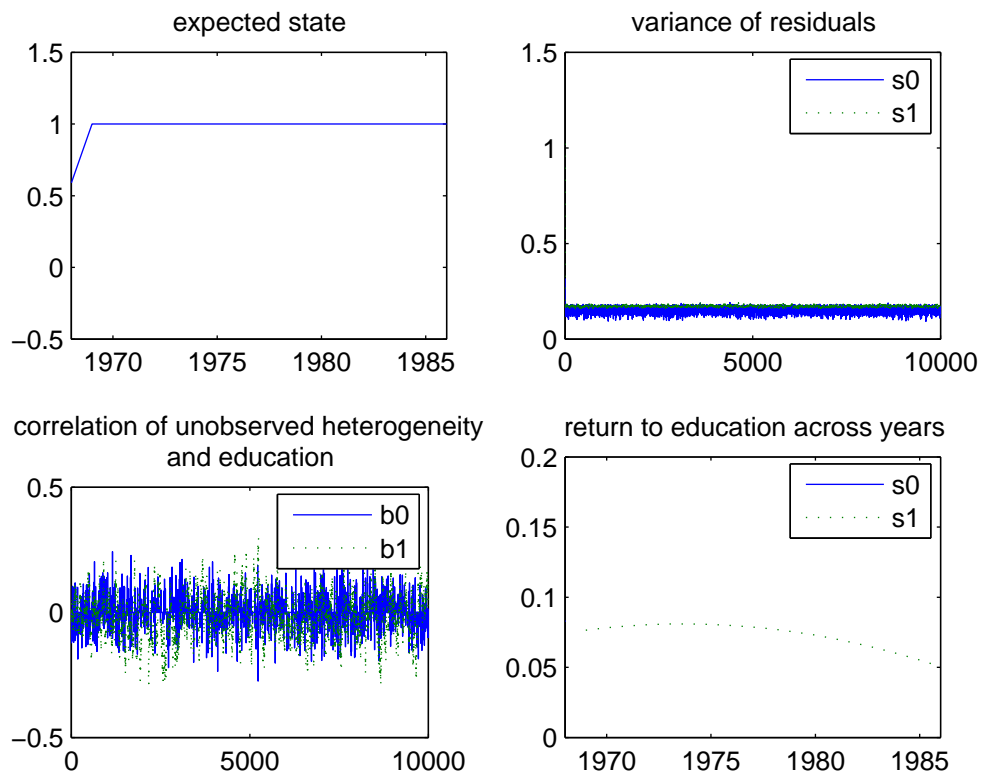 expected state
1.5
1
0.5
0
−0.5
1970 1975 1980 1985
variance of residuals
1.5
1
0.5
0
0 5000 10000
s0
s1
correlation of unobserved heterogeneity
and education
0.5
0
−0.5
0 5000 10000
b0
b1
return to education across years
0.2
0.15
0.1
0.05
0
1970 1975 1980 1985
s0
s1